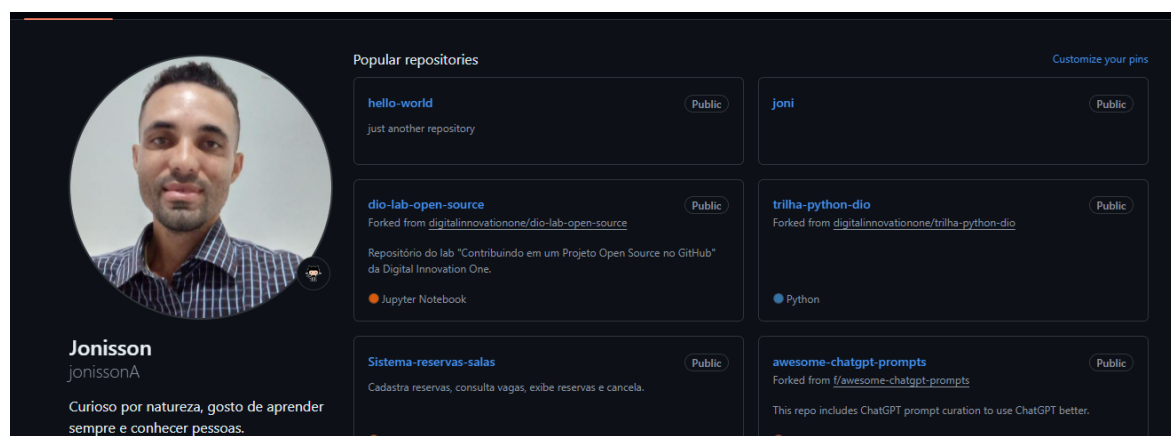 Popular repositories
Customize your pins
hello-world
Public
just another repository
joni
Public
dio-lab-open-source
Public
Forked from digitalinnovationone/dio-lab-open-source
Repositório do lab "Contribuindo em um Projeto Open Source no GitHub"
da Digital Innovation One.
Jupyter Notebook
trilha-python-dio
Public
Forked from digitalinnovationone/trilha-python-dio
Python
Sistema-reservas-salas
Public
Cadastra reservas, consulta vagas, exibe reservas e cancela.
awesome-chatgpt-prompts
Public
Forked from f/awesome-chatgpt-prompts
This repo includes ChatGPT prompt curation to use ChatGPT better.
Jonisson
jonissonA
Curioso por natureza, gosto de aprender
sempre e conhecer pessoas.